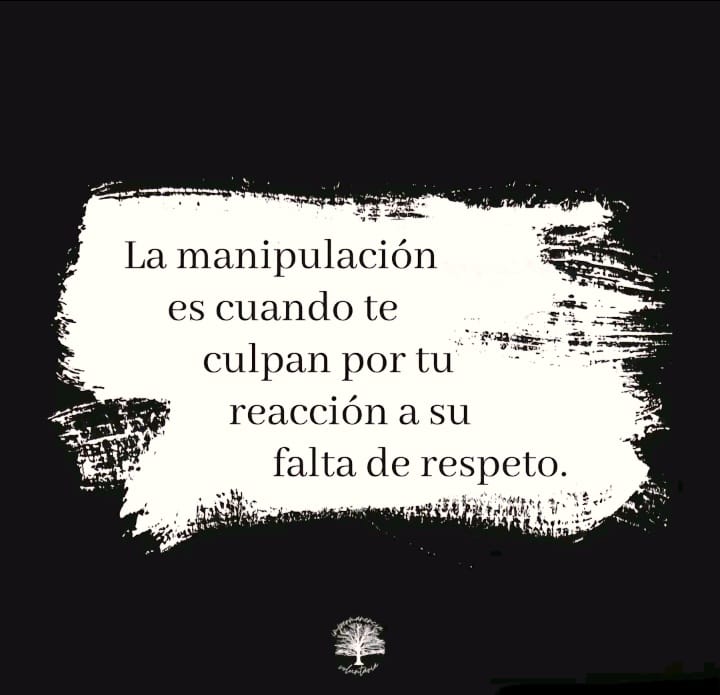 La manipulación
es cuando te
culpan por tu
reacción a su
falta de respeto.